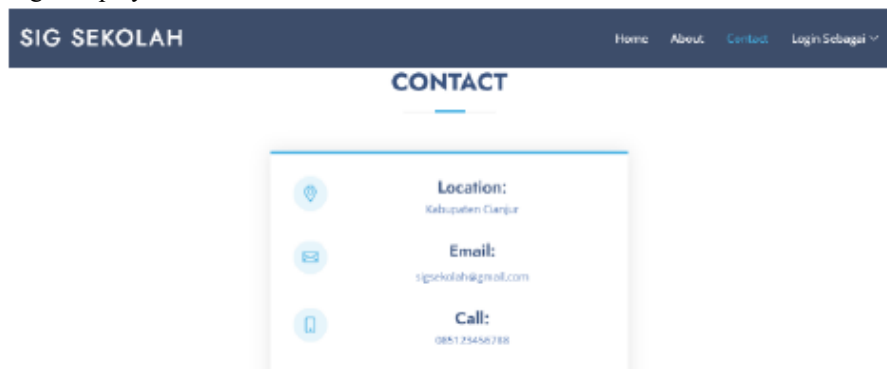 SIG SEKOLAH
Home About Contact Login Sebagai
CONTACT
Location:
Kabupaten Cianjur
Email:
sigsekolah@gmail.com
Call: